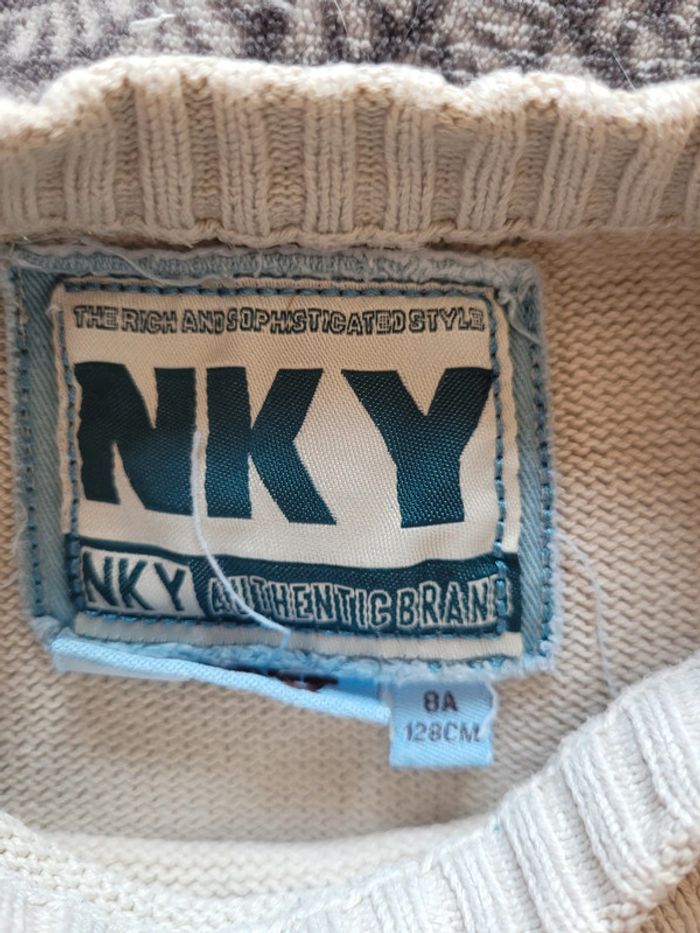 THE RICH AND SOPHISTICATED STYLE
NKY
NKY AUTHENTIC BRAND
8A
128CM